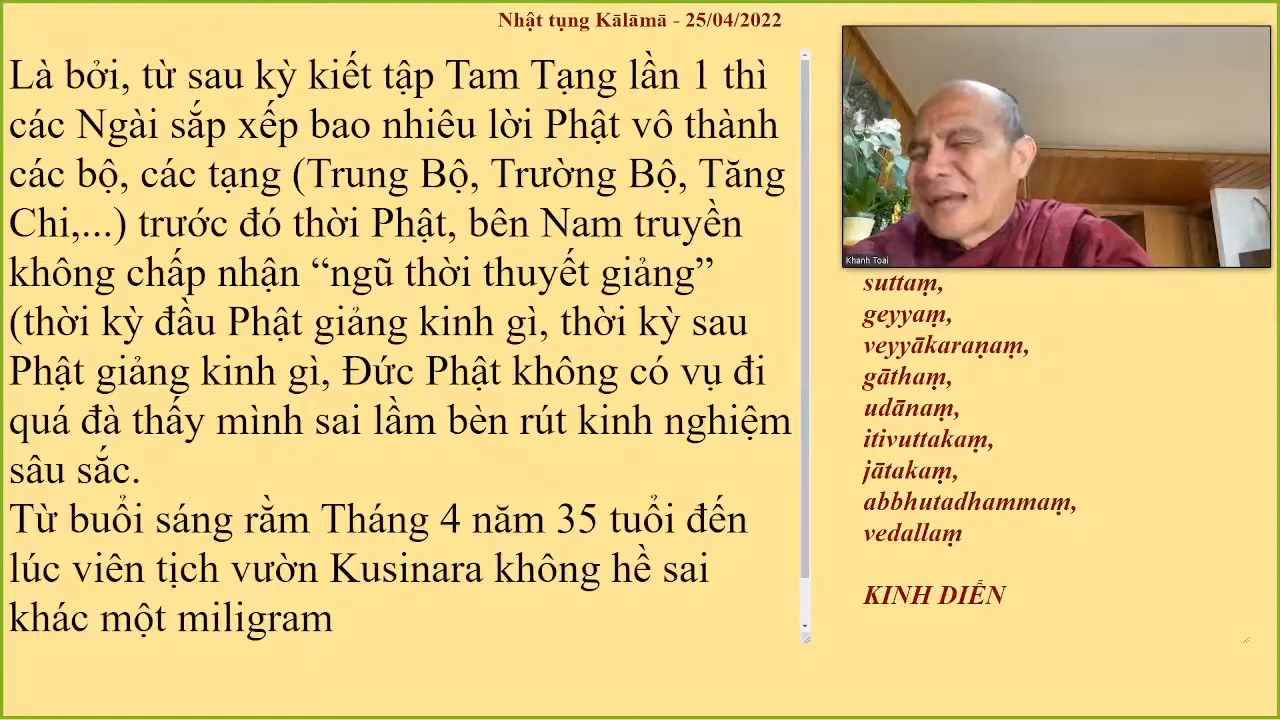 Nhật tụng Kālāmā - 25/04/2022
Là bởi, từ sau kỳ kiết tập Tam Tạng lần 1 thì
các Ngài sắp xếp bao nhiêu lời Phật vô thành
các bộ, các tạng (Trung Bộ, Trường Bộ, Tăng
Chi,...) trước đó thời Phật, bên Nam truyền
không chấp nhận “ngũ thời thuyết giảng”
(thời kỳ đầu Phật giảng kinh gì, thời kỳ sau
Phật giảng kinh gì, Đức Phật không có vụ đi
quá đà thấy mình sai lầm bèn rút kinh nghiệm
sâu sắc.
Từ buổi sáng rằm Tháng 4 năm 35 tuổi đến
lúc viên tịch vườn Kusinara không hề sai
khác một miligram
Khanh Toai
suttaṃ,
geyyaṃ,
veyyākaraṇaṃ,
gāthaṃ,
udānaṃ,
itivuttakaṃ,
jātakaṃ,
abbhutadhammaṃ,
vedallaṃ
KINH DIỄN